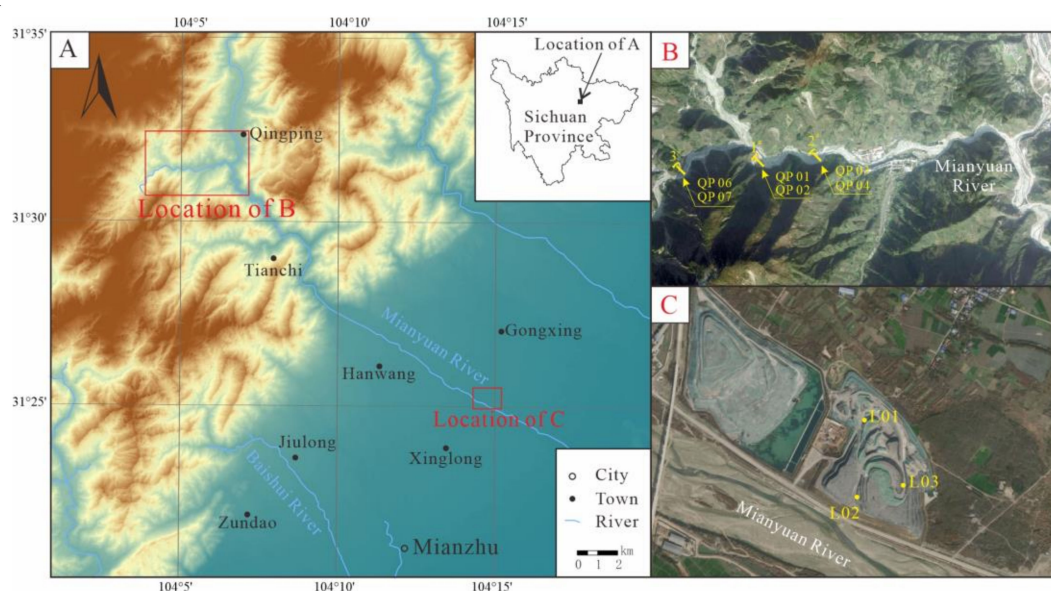 104°5′ 104°10′ 104°15′
31°35′
31°30′
31°25′
A
Location of A
Sichuan
Province
Qingping
Location of B
Tianchi
Mianyuan River
Gongxing
Hanwang
Location of C
Jiulong
Xinglong
Baishui River
Zundao
Mianzhu
City
Town
River
km
0 1 2
104°5′ 104°10′ 104°15′
B
3
QP 06
QP 07
QP 01
QP 02
2
QP 04
Mianyuan
River
C
L01
L03
L02
Mianyuan River